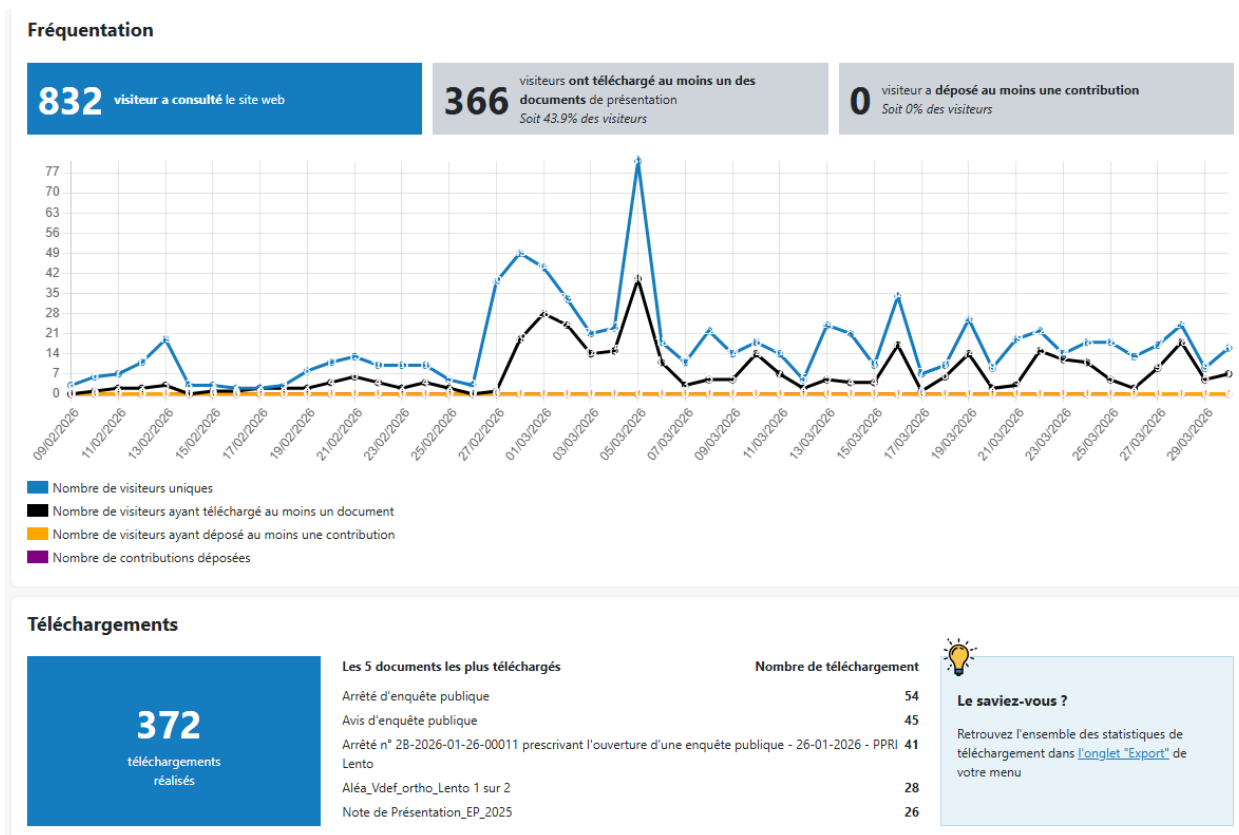 Fréquentation
832 visiteur a consulté le site web
366 visiteurs ont téléchargé au moins un des
documents de présentation
Soit 43.9% des visiteurs
0 visiteur a déposé au moins une contribution
Soit 0% des visiteurs
77
70
63
56
49
42
35
28
21
14
7
0
09/02/2026
11/02/2026
13/02/2026
15/02/2026
17/02/2026
19/02/2026
21/02/2026
23/02/2026
25/02/2026
27/02/2026
01/03/2026
03/03/2026
05/03/2026
07/03/2026
09/03/2026
11/03/2026
13/03/2026
15/03/2026
17/03/2026
19/03/2026
21/03/2026
23/03/2026
25/03/2026
27/03/2026
29/03/2026
Nombre de visiteurs uniques
Nombre de visiteurs ayant téléchargé au moins un document
Nombre de visiteurs ayant déposé au moins une contribution
Nombre de contributions déposées
Téléchargements
372
téléchargements
réalisés
Les 5 documents les plus téléchargés Nombre de téléchargement
Arrêté d'enquête publique 54
Avis d'enquête publique 45
Arrêté n° 2B-2026-01-26-00011 prescrivant l'ouverture d'une enquête publique - 26-01-2026 - PPRI 41
Lento
Aléa_Vdef_ortho_Lento 1 sur 2 28
Note de Présentation_EP_2025 26
Le saviez-vous ?
Retrouvez l'ensemble des statistiques de
téléchargement dans l'onglet "Export" de
votre menu